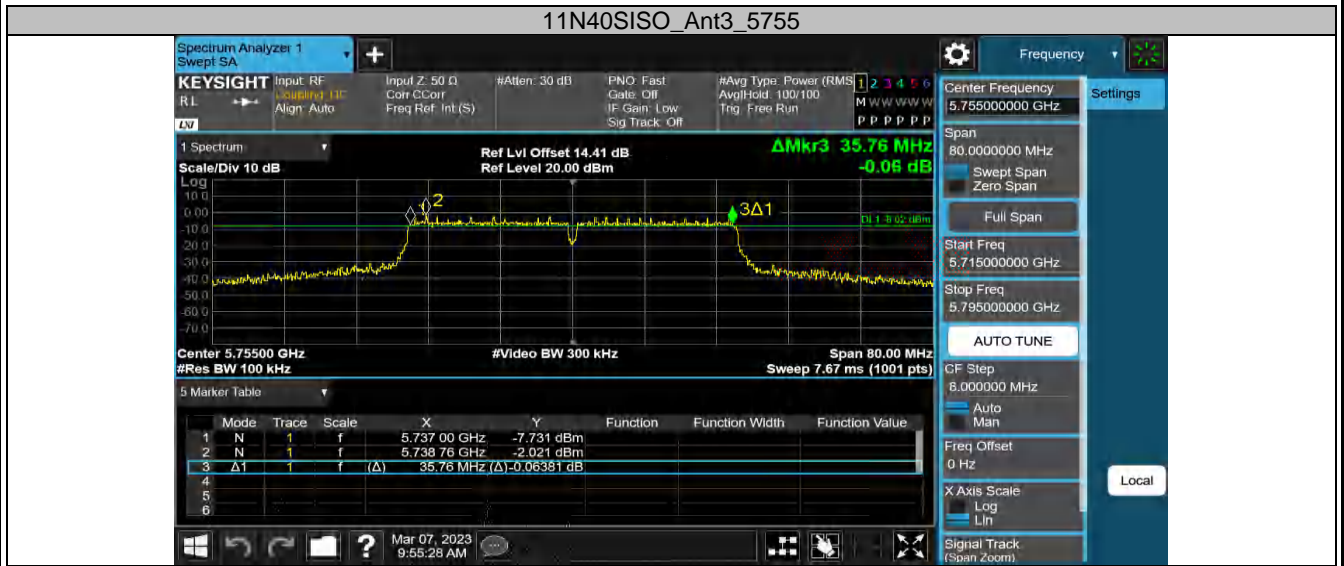 11N40SISO_Ant3_5755
Spectrum Analyzer 1
Swept SA
+
Frequency
KEYSIGHT
RL
LXI
Input: RF
Coupling: DC
Align: Auto
Input Z: 50 Ω
Corr CCorr
Freq Ref: Int (S)
#Atten: 30 dB
PNO: Fast
Gate: Off
IF Gain: Low
Sig Track: Off
#Avg Type: Power (RMS
Avg|Hold: 100/100
Trig: Free Run
1 2 3 4 5 6
M W W W W W
P P P P P P
Center Frequency
5.755000000 GHz
Settings
Span
80.0000000 MHz
Swept Span
Zero Span
Full Span
Start Freq
5.715000000 GHz
Stop Freq
5.795000000 GHz
AUTO TUNE
CF Step
8.000000 MHz
Auto
Man
Freq Offset
0 Hz
X Axis Scale
Log
Lin
Signal Track
(Span Zoom)
Local
1 Spectrum
Scale/Div 10 dB
Ref Lvl Offset 14.41 dB
Ref Level 20.00 dBm
ΔMkr3 35.76 MHz
-0.06 dB
Log
10.0
0.00
-10.0
-20.0
-30.0
-40.0
-50.0
-60.0
-70.0
2
3Δ1
DL1 -8.02 dBm
Center 5.75500 GHz
#Video BW 300 kHz
Span 80.00 MHz
#Res BW 100 kHz
Sweep 7.67 ms (1001 pts)
5 Marker Table
Mode Trace Scale X Y Function Function Width Function Value
1 N 1 f 5.737 00 GHz -7.731 dBm
2 N 1 f 5.738 76 GHz -2.021 dBm
3 Δ1 1 f (Δ) 35.76 MHz (Δ) -0.06381 dB
4
5
6
?
Mar 07, 2023
9:55:28 AM